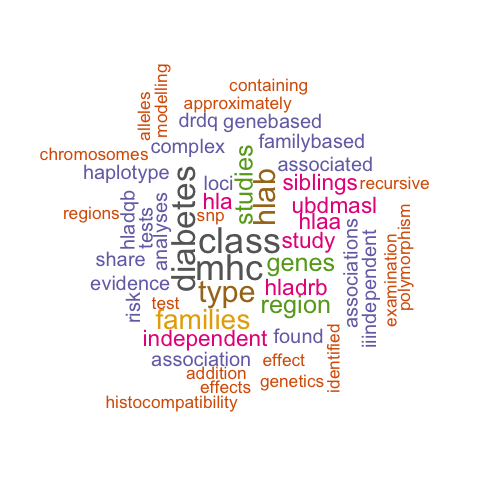 containing
approximately
alleles
modelling
drdq
genebased
complex
familybased
chromosomes
haplotype
loci
studies
associated
siblings
recursive
diabetes
hlab
hla
snp
ubdmasl
hlaa
regions
hladqb
tests
analyses
class
study
associations
iiindependent
examination
polymorphism
share
mhc
genes
evidence
risk
test
type
hladrb
region
families
independent
found
association
effect
identified
addition
effects
genetics
histocompatibility